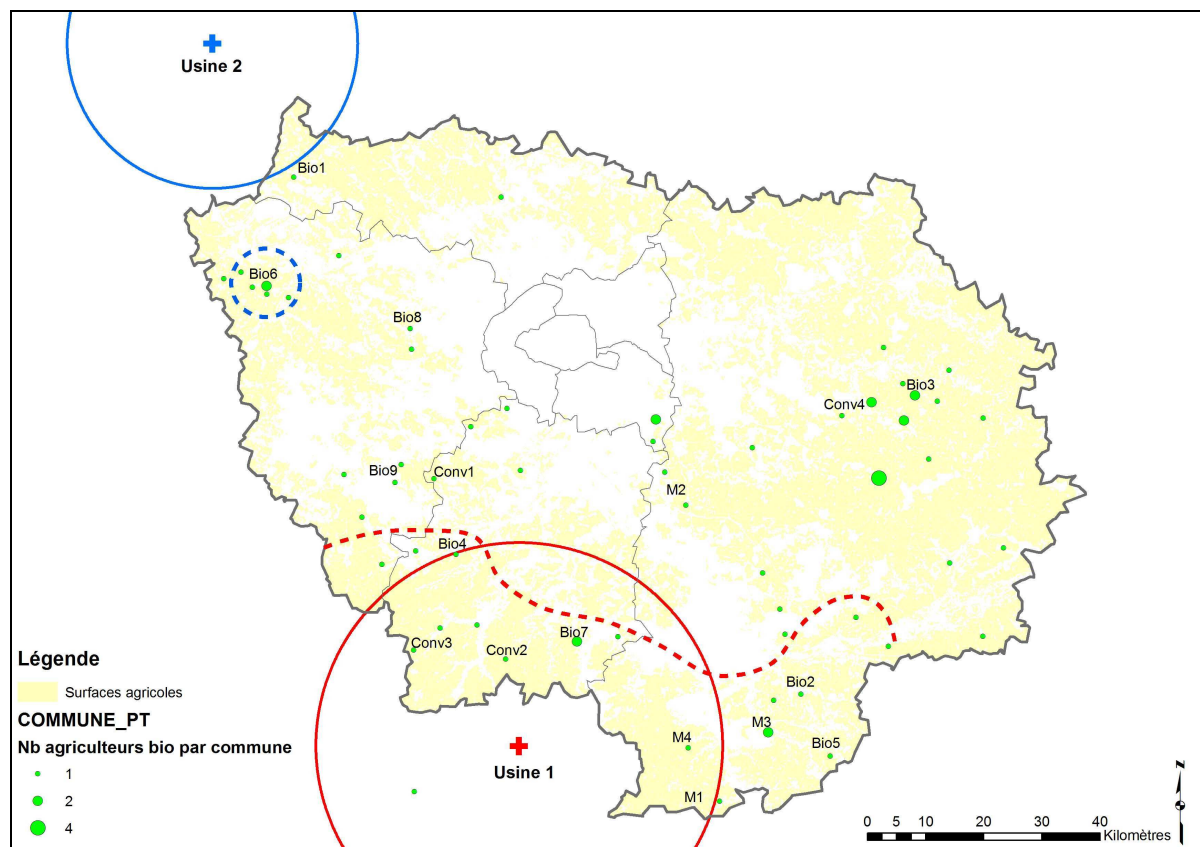 Usine 2
Bio1
Bio6
Bio8
Bio3
Conv4
Bio9
Conv1
M2
Bio4
Bio7
Conv3
Conv2
Bio2
M3
M4
Bio5
Usine 1
M1
Légende
Surfaces agricoles
COMMUNE_PT
Nb agriculteurs bio par commune
1
2
4
N
0 5 10 20 30 40
Kilomètres